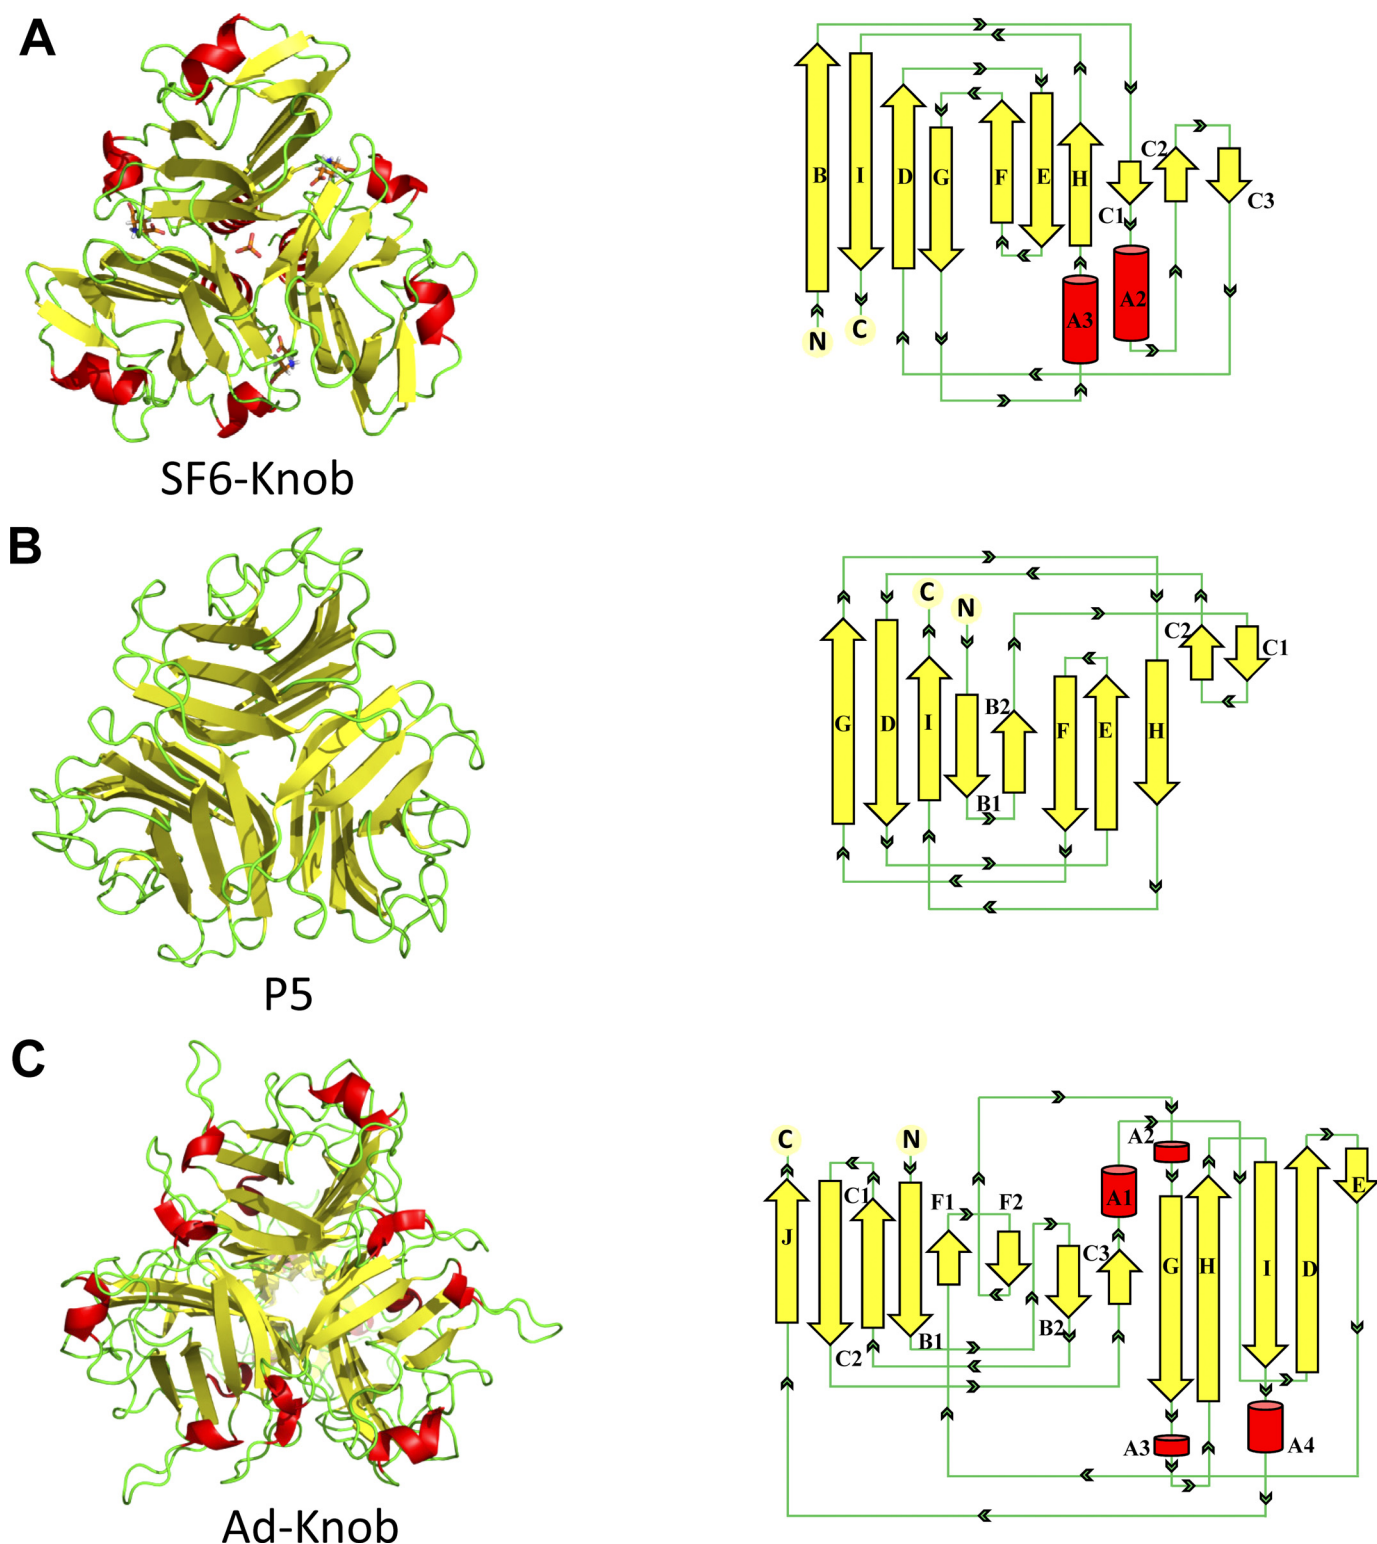 A
B I D G F E H C1 C2 C3
A3 A2
N C
SF6-Knob
B
C N
G D I B1 B2 F E H C2 C1
P5
C
C N A2
J C1 F1 F2 A1 E
C2 B1 B2 C3 G H I D
A3 A4
Ad-Knob